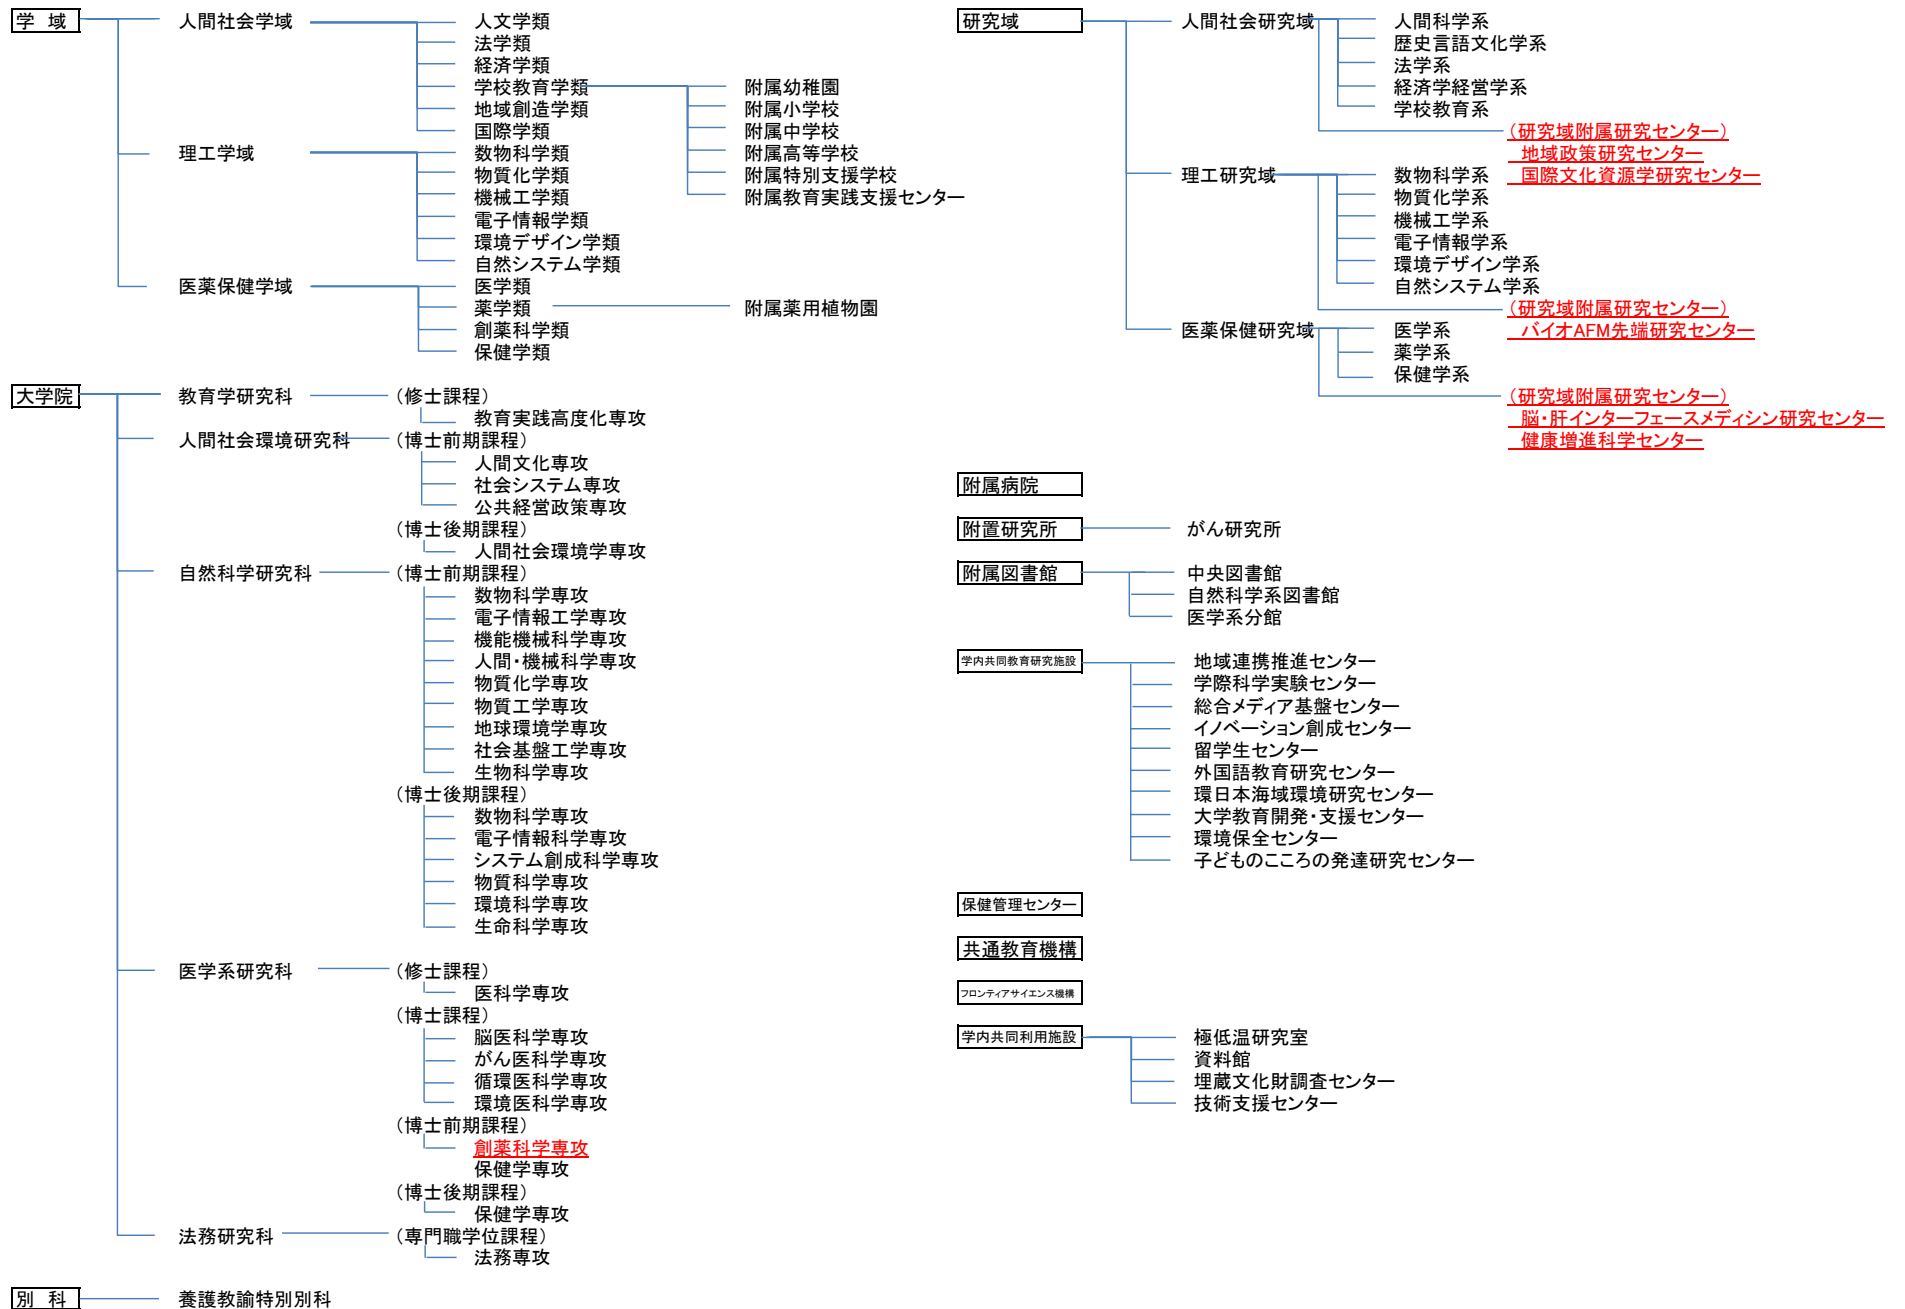 学　域
人間社会学域
人文学類
法学類
経済学類
学校教育学類
附属幼稚園
附属小学校
地域創造学類
附属中学校
国際学類
附属高等学校
理工学域
数物科学類
附属特別支援学校
物質化学類
附属教育実践支援センター
機械工学類
電子情報学類
環境デザイン学類
自然システム学類
医薬保健学域
医学類
薬学類
附属薬用植物園
創薬科学類
保健学類
大学院
教育学研究科
（修士課程）
教育実践高度化専攻
人間社会環境研究科
（博士前期課程）
人間文化専攻
社会システム専攻
公共経営政策専攻
（博士後期課程）
人間社会環境学専攻
自然科学研究科
（博士前期課程）
数物科学専攻
電子情報工学専攻
機能機械科学専攻
人間・機械科学専攻
物質化学専攻
物質工学専攻
地球環境学専攻
社会基盤工学専攻
生物科学専攻
（博士後期課程）
数物科学専攻
電子情報科学専攻
システム創成科学専攻
物質科学専攻
環境科学専攻
生命科学専攻
医学系研究科
（修士課程）
医科学専攻
（博士課程）
脳医科学専攻
がん医科学専攻
循環医科学専攻
環境医科学専攻
（博士前期課程）
創薬科学専攻
保健学専攻
（博士後期課程）
保健学専攻
法務研究科
（専門職学位課程）
法務専攻
別　科
養護教諭特別別科
研究域
人間社会研究域
人間科学系
歴史言語文化学系
法学系
経済学経営学系
学校教育系
（研究域附属研究センター）
地域政策研究センター
国際文化資源学研究センター
理工研究域
数物科学系
物質化学系
機械工学系
電子情報学系
環境デザイン学系
自然システム学系
（研究域附属研究センター）
バイオAFM先端研究センター
医薬保健研究域
医学系
薬学系
保健学系
（研究域附属研究センター）
脳・肝インターフェースメディシン研究センター
健康増進科学センター
附属病院
附置研究所
がん研究所
附属図書館
中央図書館
自然科学系図書館
医学系分館
学内共同教育研究施設
地域連携推進センター
学際科学実験センター
総合メディア基盤センター
イノベーション創成センター
留学生センター
外国語教育研究センター
環日本海域環境研究センター
大学教育開発・支援センター
環境保全センター
子どものこころの発達研究センター
保健管理センター
共通教育機構
フロンティアサイエンス機構
学内共同利用施設
極低温研究室
資料館
埋蔵文化財調査センター
技術支援センター